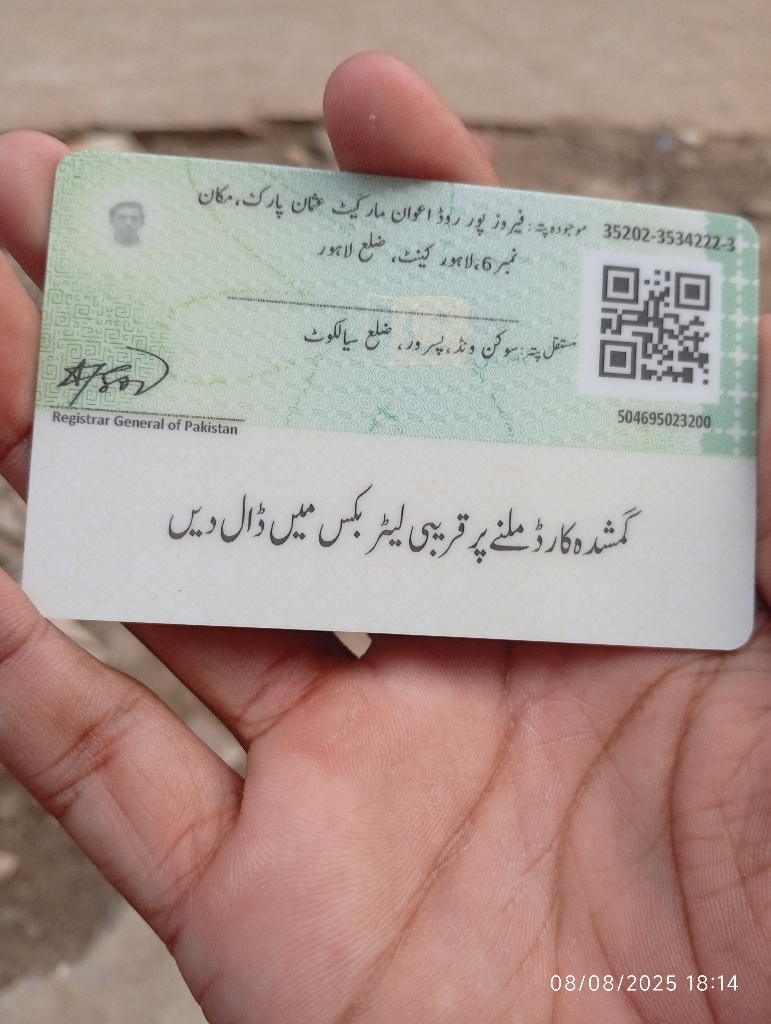 35202-3534222-3
موجودہ پتہ: فیروز پور روڈ اعوان مارکیٹ عثمان پارک، مکان
نمبر 6، لاہور کینٹ، ضلع لاہور
مستقل پتہ: سوکن ونڈ، پسرور، ضلع سیالکوٹ
504695023200
Registrar General of Pakistan
گمشدہ کارڈ ملنے پر قریبی لیٹر بکس میں ڈال دیں
08/08/2025 18:14